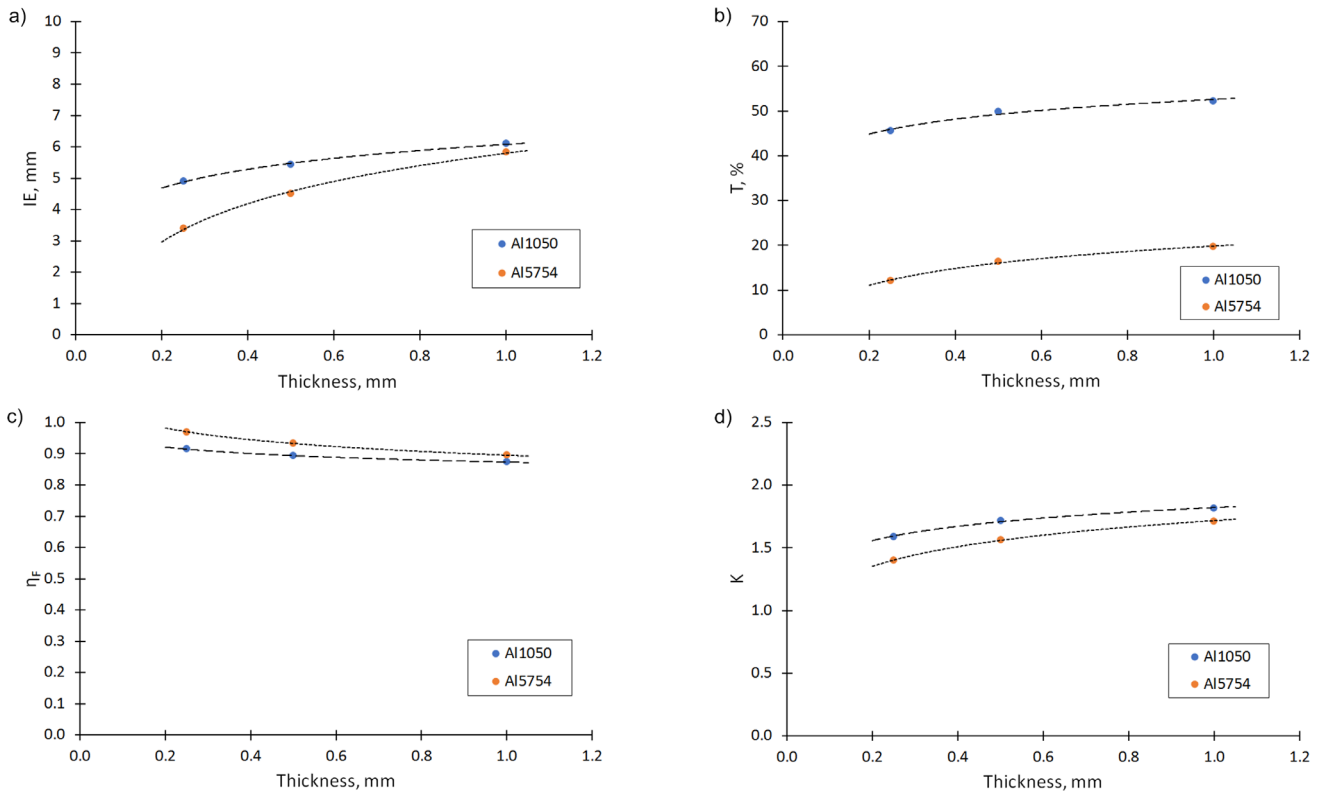 a)
10
9
8
7
6
5
4
3
2
1
0
IE, mm
0.0 0.2 0.4 0.6 0.8 1.0 1.2
Thickness, mm
Al1050
Al5754
b)
70
60
50
40
30
20
10
0
T, %
0.0 0.2 0.4 0.6 0.8 1.0 1.2
Thickness, mm
Al1050
Al5754
c)
1.0
0.9
0.8
0.7
0.6
0.5
0.4
0.3
0.2
0.1
0.0
ηF
0.0 0.2 0.4 0.6 0.8 1.0 1.2
Thickness, mm
Al1050
Al5754
d)
2.5
2.0
1.5
1.0
0.5
0.0
K
0.0 0.2 0.4 0.6 0.8 1.0 1.2
Thickness, mm
Al1050
Al5754